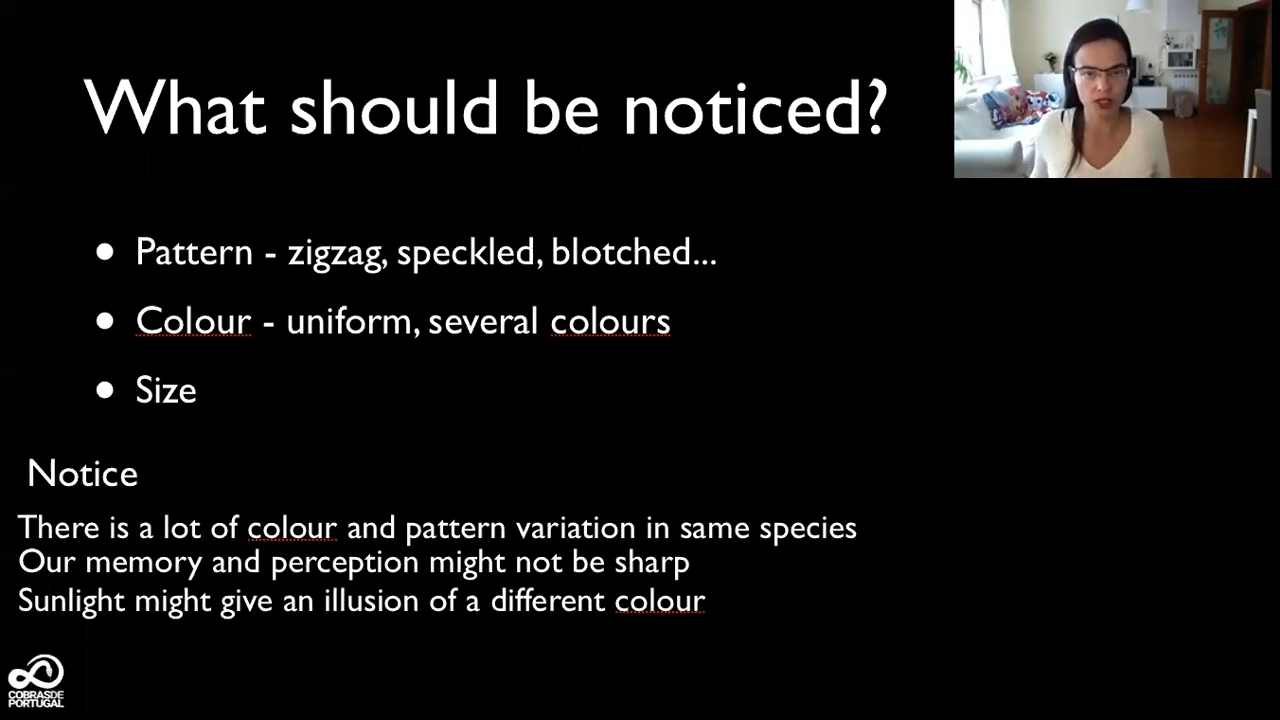 What should be noticed?
• Pattern - zigzag, speckled, blotched...
• Colour - uniform, several colours
• Size
Notice
There is a lot of colour and pattern variation in same species
Our memory and perception might not be sharp
Sunlight might give an illusion of a different colour
COBRASDE
PORTUGAL